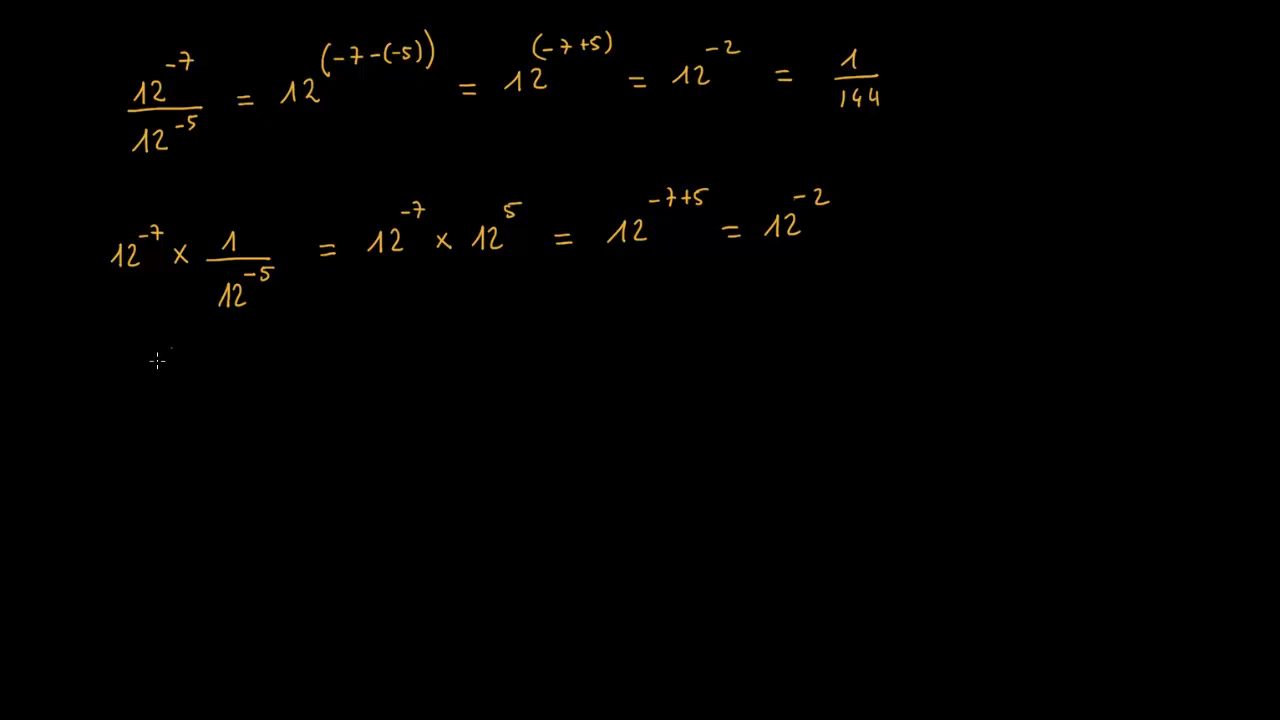 12^-7 / 12^-5 = 12^(-7-(-5)) = 12^(-7+5) = 12^-2 = 1/144
12^-7 × 1/12^-5 = 12^-7 × 12^5 = 12^-7+5 = 12^-2